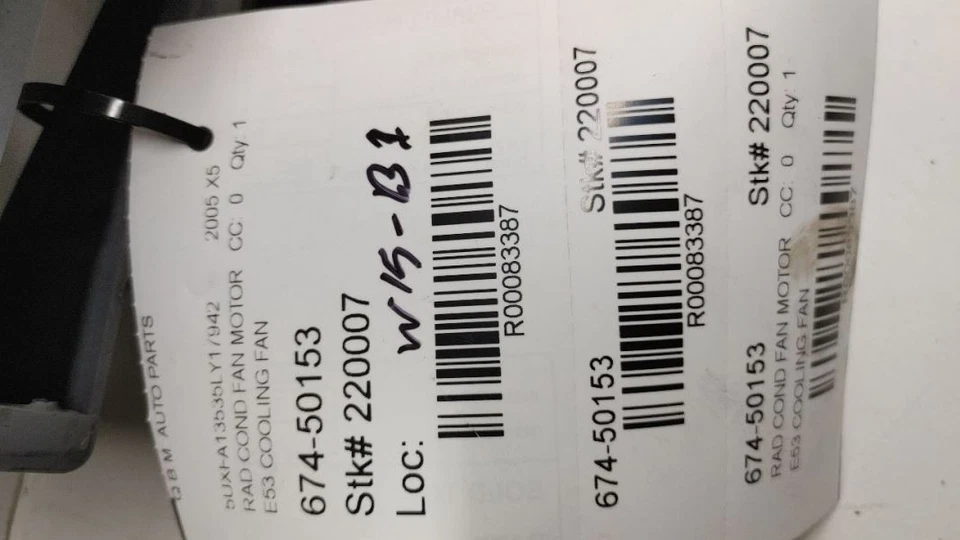 B M AUTO PARTS
5UXFA13535LY17942 2005 X5
RAD COND FAN MOTOR CC: 0 Qty: 1
E53 COOLING FAN
674-50153
Stk# 220007
Loc: W15-B1
R00083387
674-50153 Stk# 220007
R00083387
674-50153 Stk# 220007
RAD COND FAN MOTOR CC: 0 Qty: 1
E53 COOLING FAN